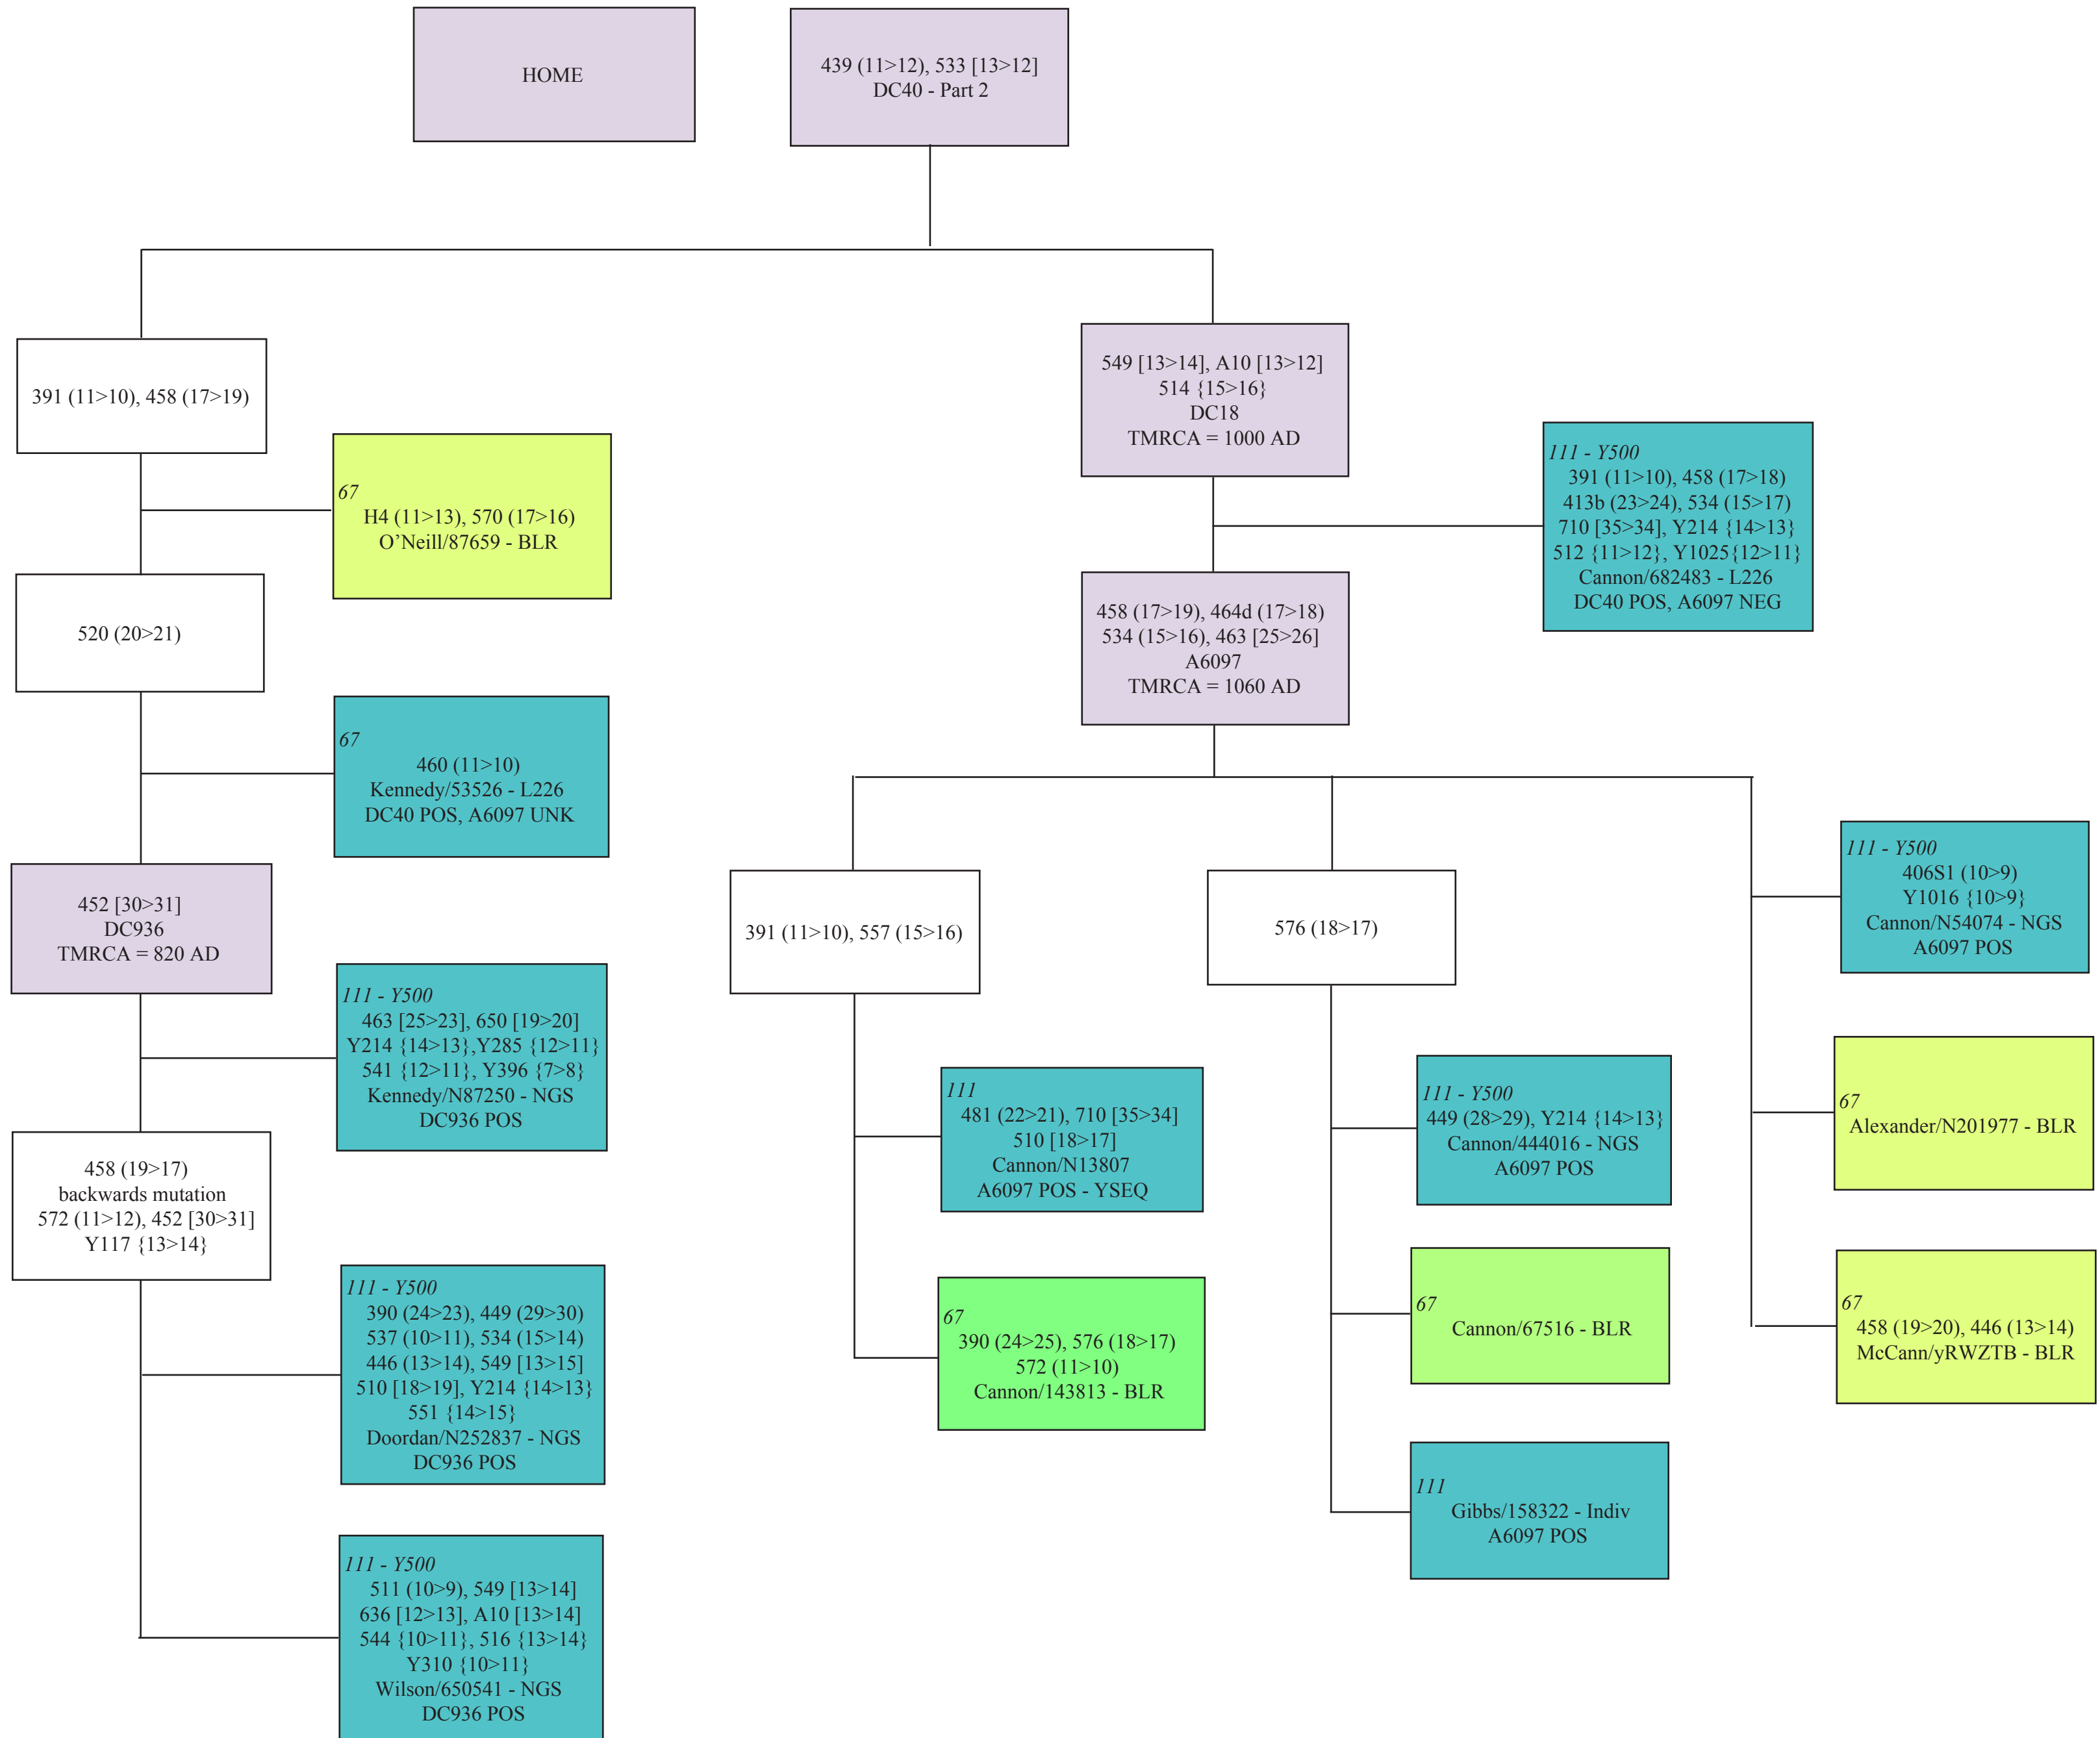 HOME
439 (11>12), 533 [13>12]
DC40 - Part 2
391 (11>10), 458 (17>19)
67
H4 (11>13), 570 (17>16)
O’Neill/87659 - BLR
520 (20>21)
67
460 (11>10)
Kennedy/53526 - L226
DC40 POS, A6097 UNK
452 [30>31]
DC936
TMRCA = 820 AD
111 - Y500
463 [25>23], 650 [19>20]
Y214 {14>13},Y285 {12>11}
541 {12>11}, Y396 {7>8}
Kennedy/N87250 - NGS
DC936 POS
458 (19>17)
backwards mutation
572 (11>12), 452 [30>31]
Y117 {13>14}
111 - Y500
390 (24>23), 449 (29>30)
537 (10>11), 534 (15>14)
446 (13>14), 549 [13>15]
510 [18>19], Y214 {14>13}
551 {14>15}
Doordan/N252837 - NGS
DC936 POS
111 - Y500
511 (10>9), 549 [13>14]
636 [12>13], A10 [13>14]
544 {10>11}, 516 {13>14}
Y310 {10>11}
Wilson/650541 - NGS
DC936 POS
549 [13>14], A10 [13>12]
514 {15>16}
DC18
TMRCA = 1000 AD
111 - Y500
391 (11>10), 458 (17>18)
413b (23>24), 534 (15>17)
710 [35>34], Y214 {14>13}
512 {11>12}, Y1025{12>11}
Cannon/682483 - L226
DC40 POS, A6097 NEG
458 (17>19), 464d (17>18)
534 (15>16), 463 [25>26]
A6097
TMRCA = 1060 AD
391 (11>10), 557 (15>16)
111
481 (22>21), 710 [35>34]
510 [18>17]
Cannon/N13807
A6097 POS - YSEQ
67
390 (24>25), 576 (18>17)
572 (11>10)
Cannon/143813 - BLR
576 (18>17)
111 - Y500
449 (28>29), Y214 {14>13}
Cannon/444016 - NGS
A6097 POS
67
Cannon/67516 - BLR
111
Gibbs/158322 - Indiv
A6097 POS
111 - Y500
406S1 (10>9)
Y1016 {10>9}
Cannon/N54074 - NGS
A6097 POS
67
Alexander/N201977 - BLR
67
458 (19>20), 446 (13>14)
McCann/yRWZTB - BLR